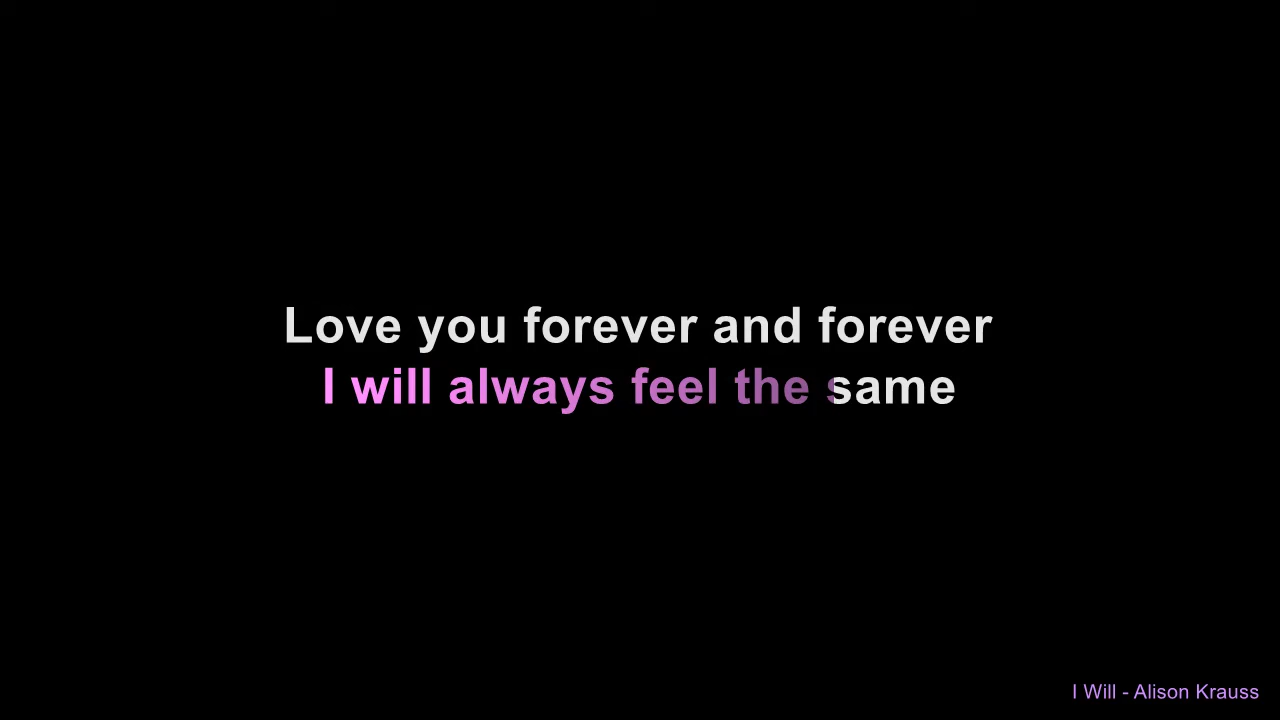 Love you forever and forever
I will always feel the same
I Will - Alison Krauss